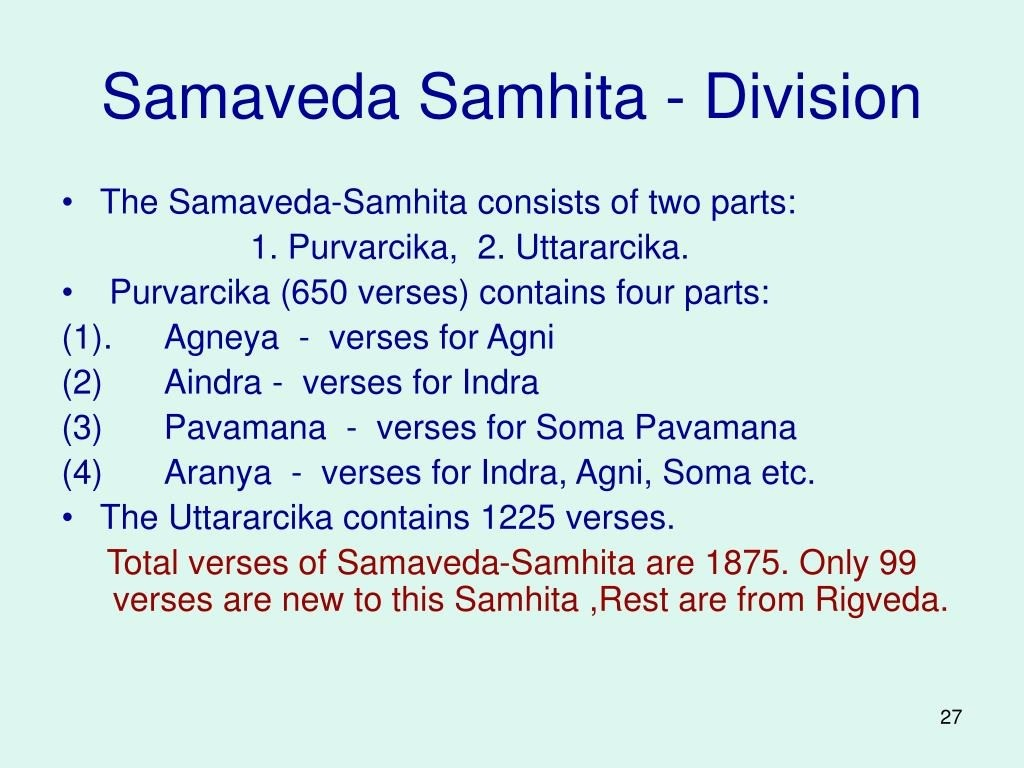 Samaveda Samhita - Division
• The Samaveda-Samhita consists of two parts:
1. Purvarcika, 2. Uttararcika.
• Purvarcika (650 verses) contains four parts:
(1). Agneya - verses for Agni
(2) Aindra - verses for Indra
(3) Pavamana - verses for Soma Pavamana
(4) Aranya - verses for Indra, Agni, Soma etc.
• The Uttararcika contains 1225 verses.
Total verses of Samaveda-Samhita are 1875. Only 99
verses are new to this Samhita ,Rest are from Rigveda.
27